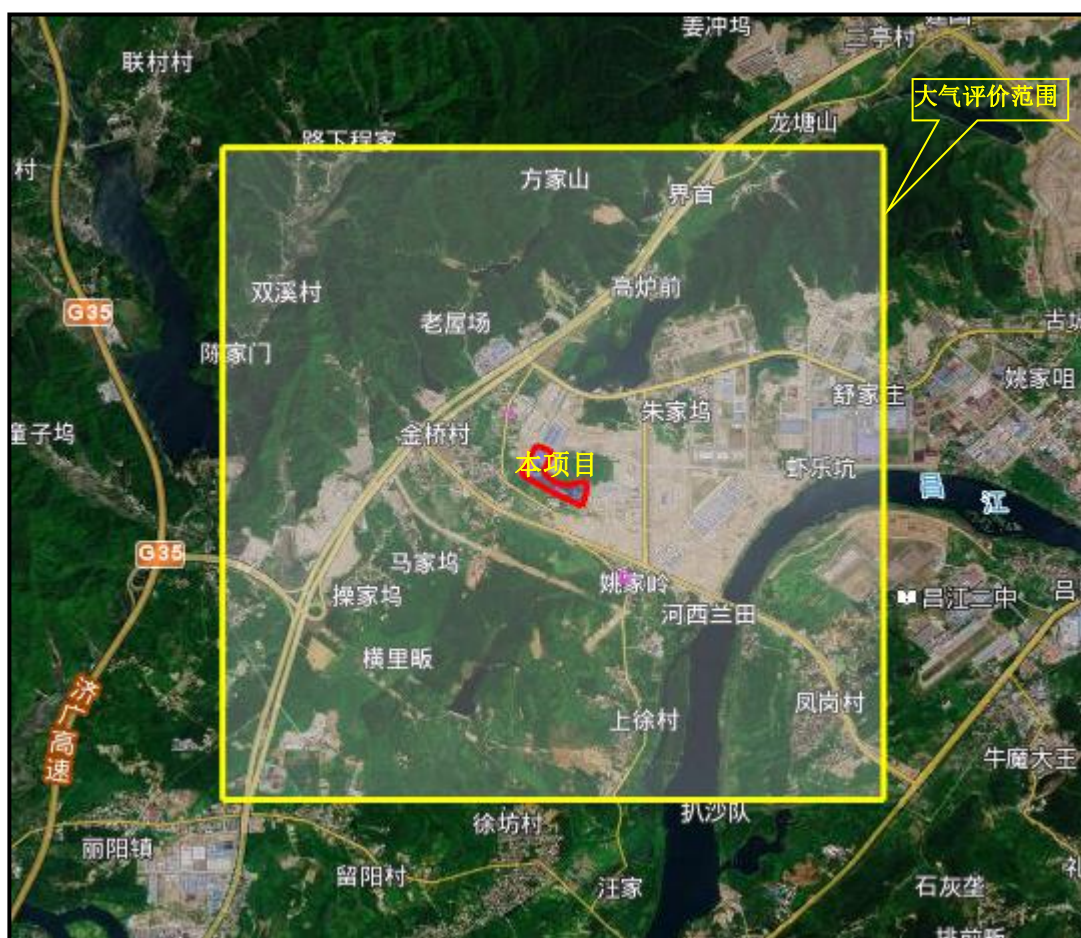 姜冲坞
三亭村
联村村
大气评价范围
龙塘山
路下程家
村
方家山
界首
双溪村
高炉前
G35
老屋场
古城
陈家门
姚家咀
舒家庄
朱家坞
童子坞
金桥村
本项目
虾乐坑
昌江
G35
马家坞
姚家岭
操家坞
吕江二中
吕
河西兰田
横里畈
济广高速
凤岗村
上徐村
牛魔大王
扒沙队
徐坊村
丽阳镇
留阳村
汪家
石灰垄